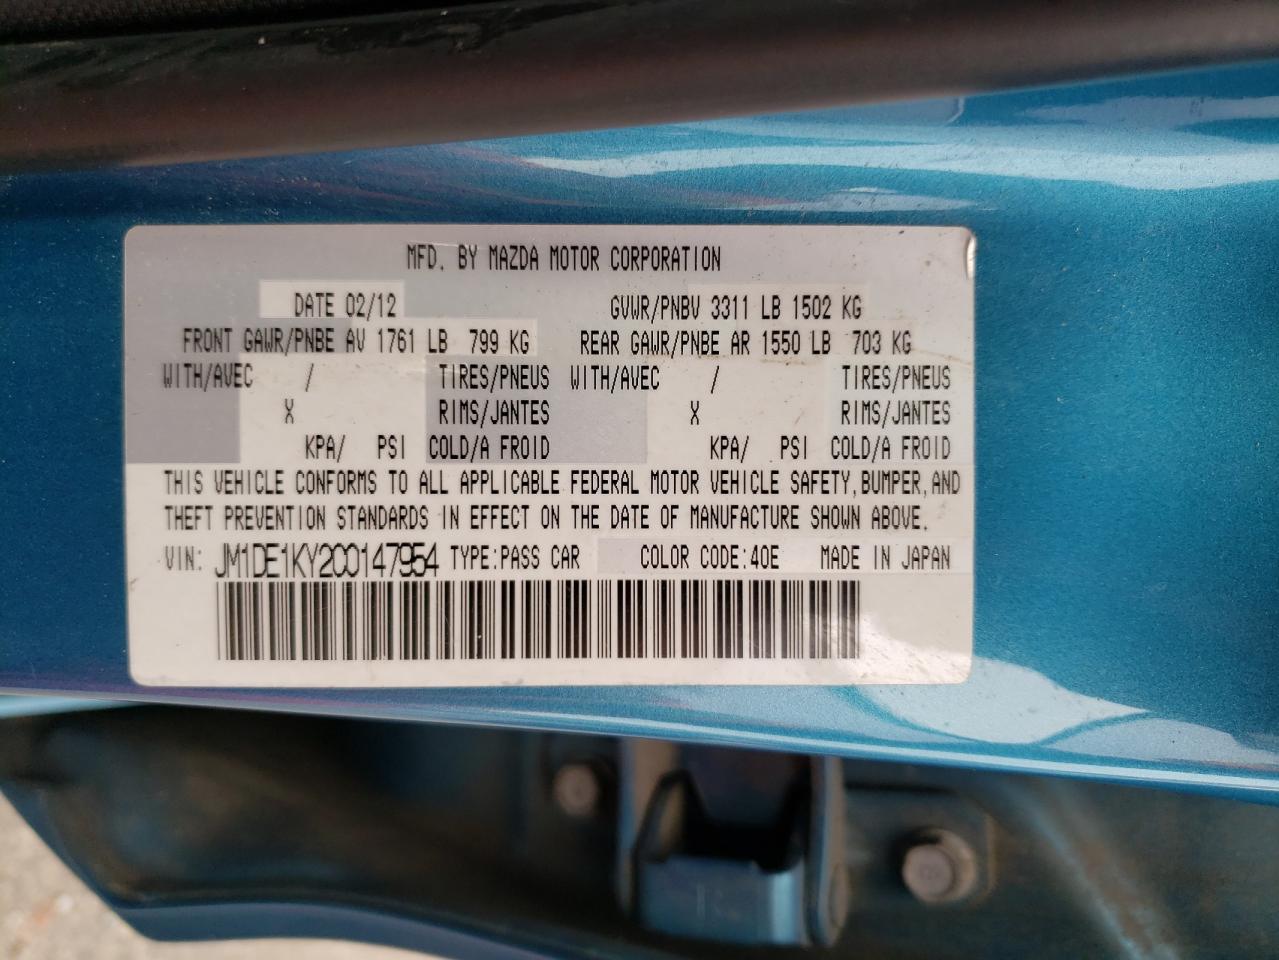 MFD. BY MAZDA MOTOR CORPORATION
DATE 02/12 GVWR/PNBV 3311 LB 1502 KG
FRONT GAWR/PNBE AV 1761 LB 799 KG REAR GAWR/PNBE AR 1550 LB 703 KG
WITH/AVEC / TIRES/PNEUS WITH/AVEC / TIRES/PNEUS
X RIMS/JANTES X RIMS/JANTES
KPA/ PSI COLD/A FROID KPA/ PSI COLD/A FROID
THIS VEHICLE CONFORMS TO ALL APPLICABLE FEDERAL MOTOR VEHICLE SAFETY, BUMPER, AND
THEFT PREVENTION STANDARDS IN EFFECT ON THE DATE OF MANUFACTURE SHOWN ABOVE.
VIN: JM1DE1KY2C0147954 TYPE: PASS CAR COLOR CODE: 40E MADE IN JAPAN
R